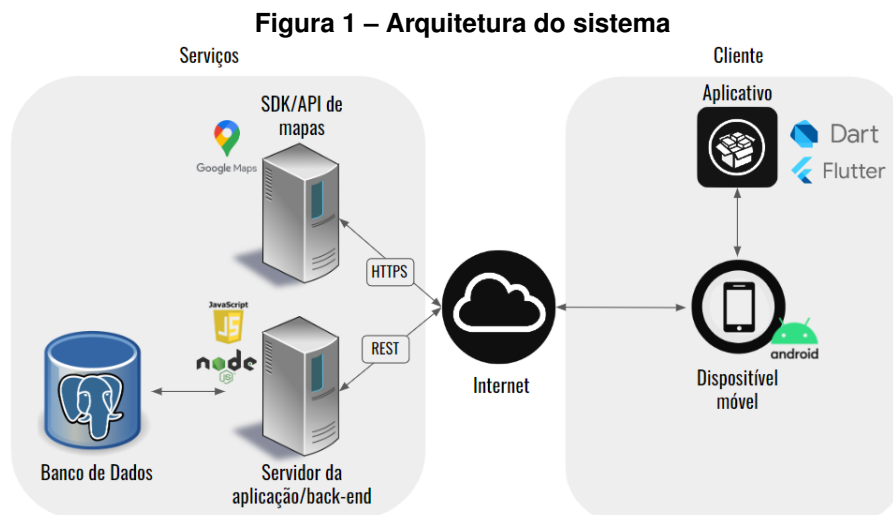 Figura 1 – Arquitetura do sistema
Serviços
Cliente
SDK/API de
mapas
Google Maps
HTTPS
JavaScript
JS
node
JS
REST
Banco de Dados
Servidor da
aplicação/back-end
Internet
Aplicativo
Dart
Flutter
android
Dispositível
móvel